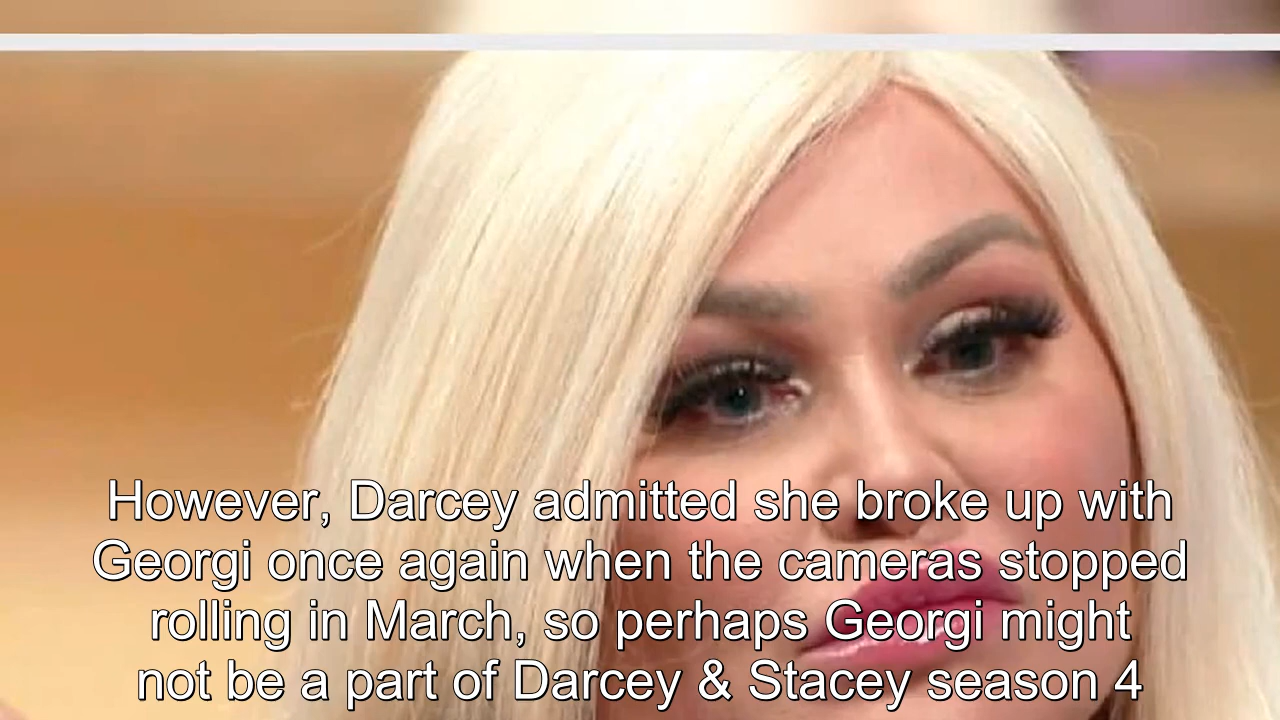 However, Darcey admitted she broke up with
Georgi once again when the cameras stopped
rolling in March, so perhaps Georgi might
not be a part of Darcey & Stacey season 4